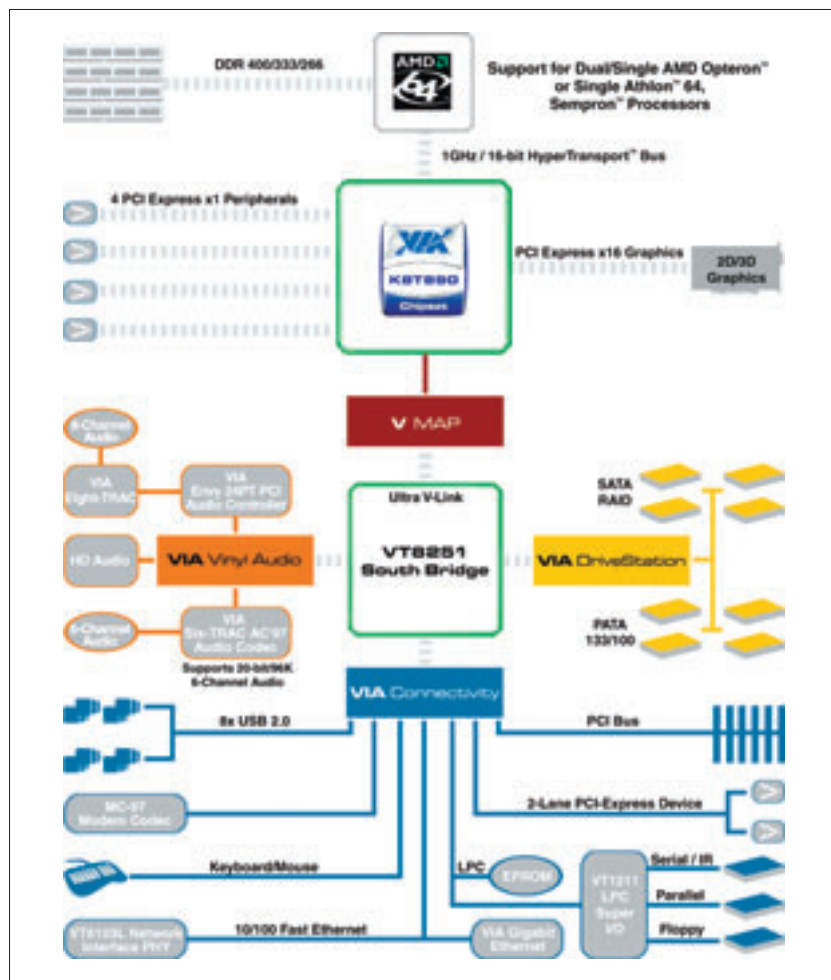 DDR 400/333/266
AMD
64
Support for Dual/Single AMD Opteron™
or Single Athlon™ 64,
Sempron™ Processors
1GHz / 16-bit HyperTransport™ Bus
4 PCI Express x1 Peripherals
VIA
K8T890
Chipset
PCI Express x16 Graphics
2D/3D
Graphics
V MAP
Ultra V-Link
VT8251
South Bridge
Audio
VIA
Eight-TRAC
VIA
Envy 24PT PCI
Audio Controller
HD Audio
VIA Vinyl Audio
6-Channel
Audio
VIA
Six-TRAC AC'97
Audio Codec
Supports 20-bit/96K
6-Channel Audio
VIA DriveStation
SATA
RAID
PATA
133/100
VIA Connectivity
8x USB 2.0
PCI Bus
MC-97
Modem Codec
2-Lane PCI-Express Device
Keyboard/Mouse
LPC
EPROM
VT1211
LPC
Super
I/O
Serial / IR
Parallel
Floppy
VT6103L Network
Interface PHY
10/100 Fast Ethernet
VIA Gigabit
Ethernet